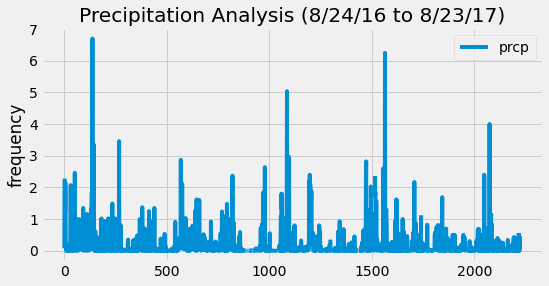 Precipitation Analysis (8/24/16 to 8/23/17)
prcp
frequency
7
6
5
4
3
2
1
0
0 500 1000 1500 2000